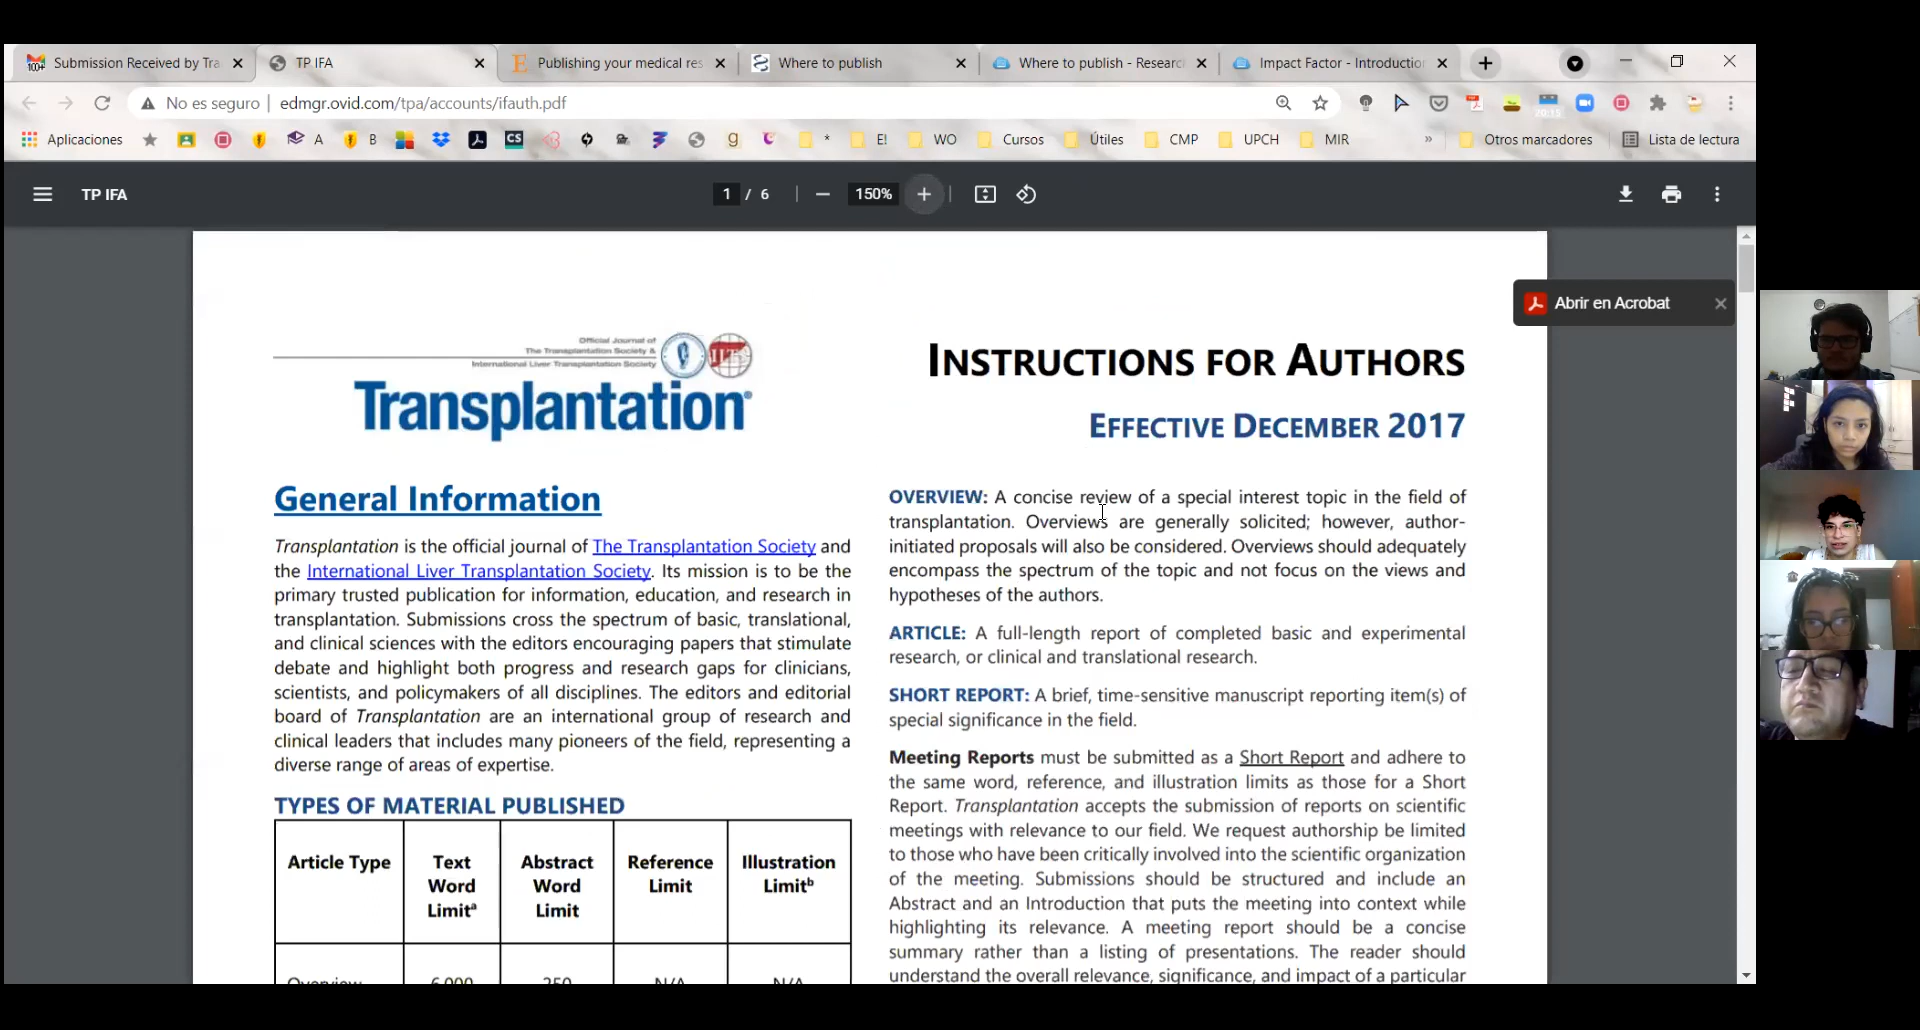 Submission Received by Tra
TP IFA
Publishing your medical res
Where to publish
Where to publish - Researc
Impact Factor - Introduction
No es seguro
edmgr.ovid.com/tpa/accounts/ifauth.pdf
Aplicaciones
A
B
*
E!
WO
Cursos
Útiles
CMP
UPCH
MIR
»
Otros marcadores
Lista de lectura
TP IFA
1 / 6
150%
Abrir en Acrobat
Official Journal of
The Transplantation Society &
International Liver Transplantation Society
Transplantation®
INSTRUCTIONS FOR AUTHORS
EFFECTIVE DECEMBER 2017
General Information
Transplantation is the official journal of The Transplantation Society and
the International Liver Transplantation Society. Its mission is to be the
primary trusted publication for information, education, and research in
transplantation. Submissions cross the spectrum of basic, translational,
and clinical sciences with the editors encouraging papers that stimulate
debate and highlight both progress and research gaps for clinicians,
scientists, and policymakers of all disciplines. The editors and editorial
board of Transplantation are an international group of research and
clinical leaders that includes many pioneers of the field, representing a
diverse range of areas of expertise.
TYPES OF MATERIAL PUBLISHED
Article Type
Text Word Limitª
Abstract Word Limit
Reference Limit
Illustration Limitᵇ
Overview 6,000 250 N/A N/A
OVERVIEW: A concise review of a special interest topic in the field of
transplantation. Overviews are generally solicited; however, author-
initiated proposals will also be considered. Overviews should adequately
encompass the spectrum of the topic and not focus on the views and
hypotheses of the authors.
ARTICLE: A full-length report of completed basic and experimental
research, or clinical and translational research.
SHORT REPORT: A brief, time-sensitive manuscript reporting item(s) of
special significance in the field.
Meeting Reports must be submitted as a Short Report and adhere to
the same word, reference, and illustration limits as those for a Short
Report. Transplantation accepts the submission of reports on scientific
meetings with relevance to our field. We request authorship be limited
to those who have been critically involved into the scientific organization
of the meeting. Submissions should be structured and include an
Abstract and an Introduction that puts the meeting into context while
highlighting its relevance. A meeting report should be a concise
summary rather than a listing of presentations. The reader should
understand the overall relevance, significance, and impact of a particular